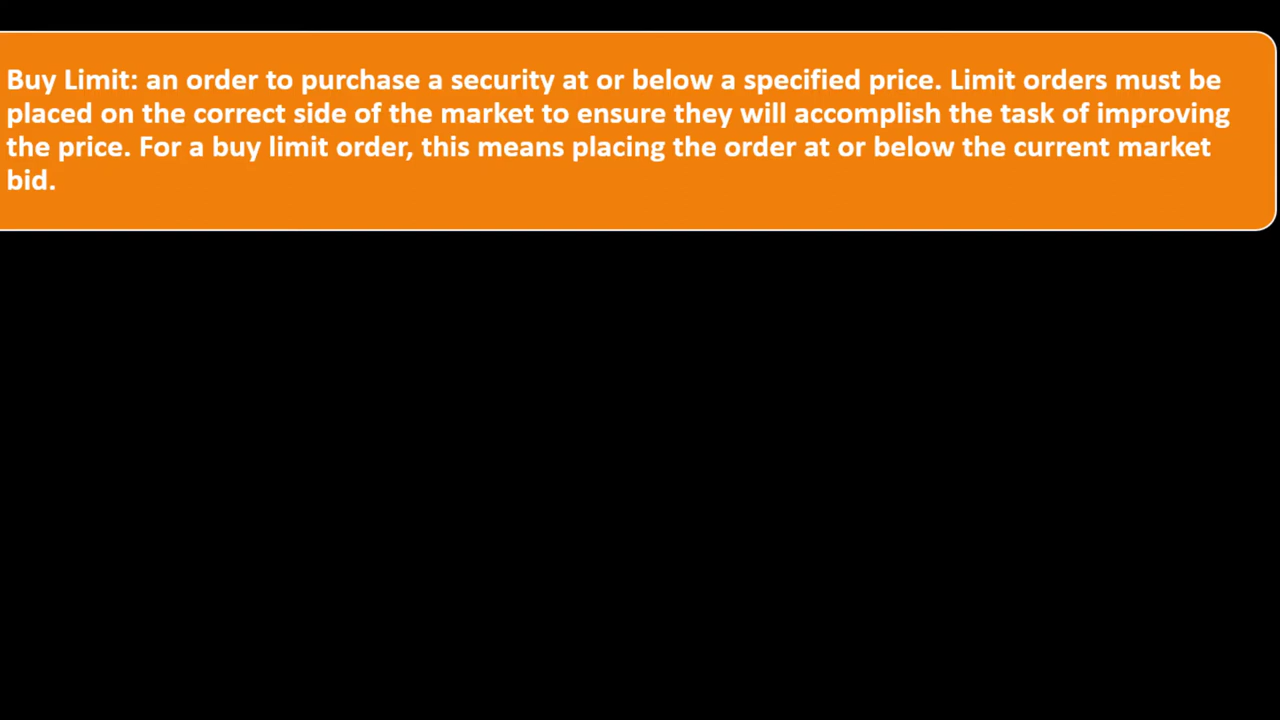 Buy Limit: an order to purchase a security at or below a specified price. Limit orders must be
placed on the correct side of the market to ensure they will accomplish the task of improving
the price. For a buy limit order, this means placing the order at or below the current market
bid.